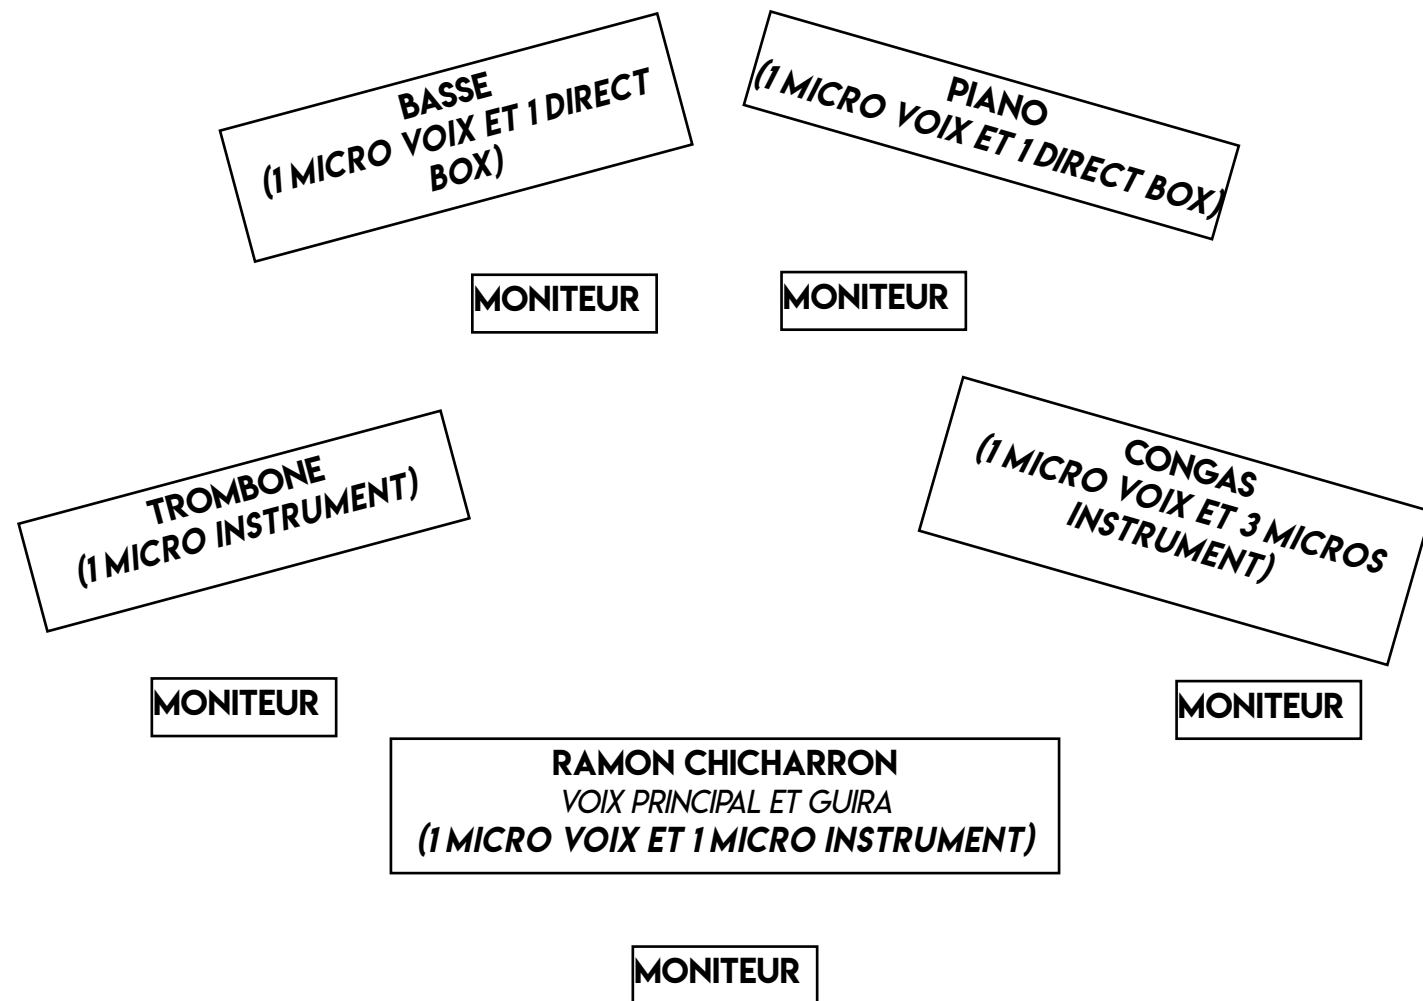 BASSE
(1 MICRO VOIX ET 1 DIRECT
BOX)
PIANO
(1 MICRO VOIX ET 1 DIRECT BOX)
MONITEUR
MONITEUR
TROMBONE
(1 MICRO INSTRUMENT)
CONGAS
(1 MICRO VOIX ET 3 MICROS
INSTRUMENT)
MONITEUR
MONITEUR
RAMON CHICHARRON
VOIX PRINCIPAL ET GUIRA
(1 MICRO VOIX ET 1 MICRO INSTRUMENT)
MONITEUR